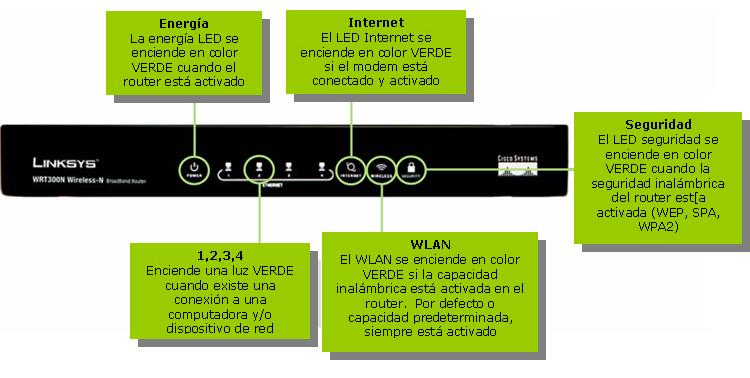 Energía
La energía LED se
enciende en color
VERDE cuando el
router está activado
Internet
El LED Internet se
enciende en color VERDE
si el modem está
conectado y activado
Seguridad
El LED seguridad se
enciende en color
VERDE cuando la
seguridad inalámbrica
del router est[a
activada (WEP, SPA,
WPA2)
LINKSYS®
WRT300N Wireless-N Broadband Router
POWER
1
2
3
4
ETHERNET
INTERNET
WIRELESS
SECURITY
CISCO SYSTEMS
1,2,3,4
Enciende una luz VERDE
cuando existe una
conexión a una
computadora y/o
dispositivo de red
WLAN
El WLAN se enciende en color
VERDE si la capacidad
inalámbrica está activada en el
router. Por defecto o
capacidad predeterminada,
siempre está activado